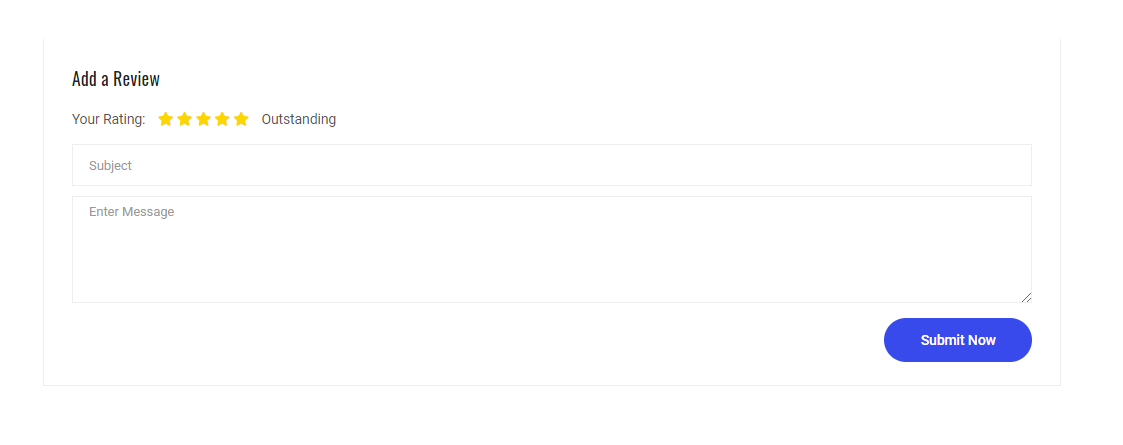 Add a Review
Your Rating: Outstanding
Subject
Enter Message
Submit Now